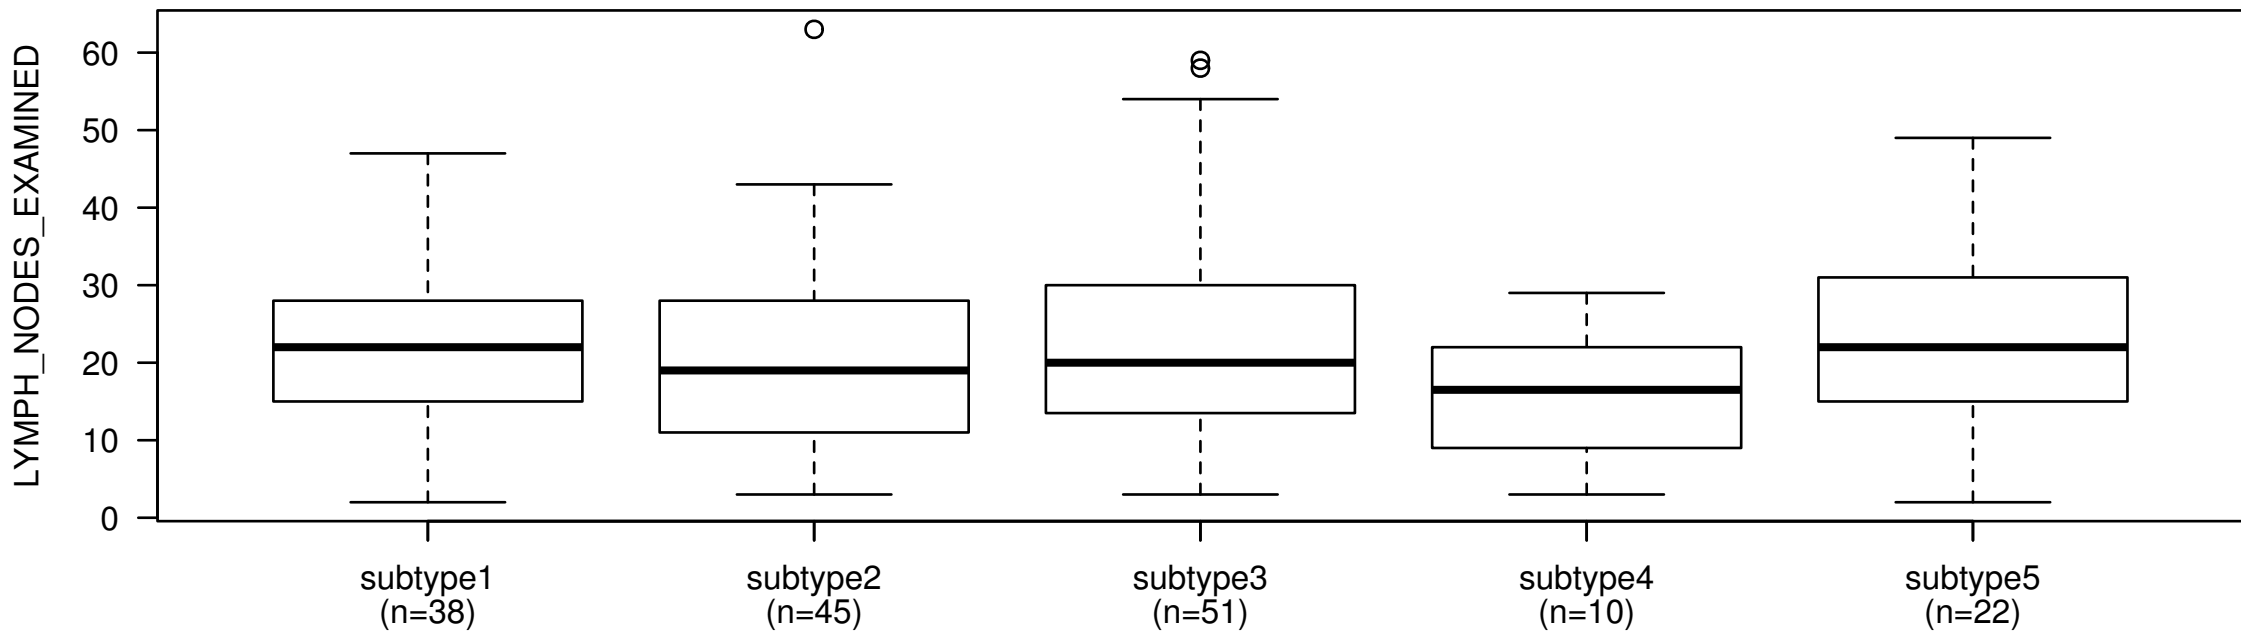 LYMPH_NODES_EXAMINED
60
50
40
30
20
10
0
subtype1 subtype2 subtype3 subtype4 subtype5
(n=38) (n=45) (n=51) (n=10) (n=22)